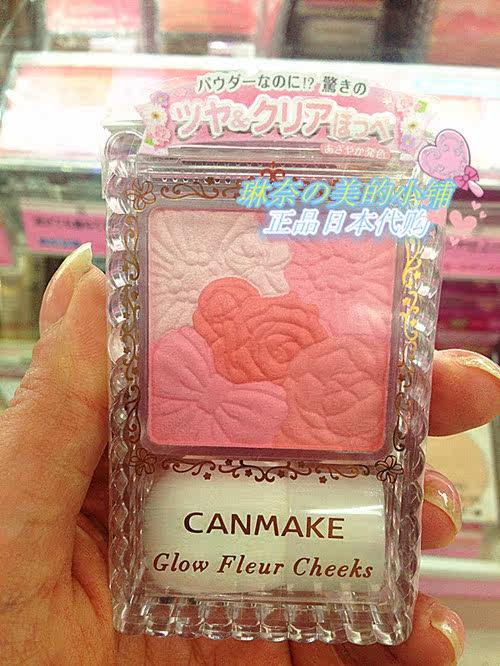 パウダーなのに!? 驚きの
ツヤ&クリアほっぺ
あざやか発色
琳奈の美的小舖
正品日本代购
CANMAKE
Glow Fleur Cheeks